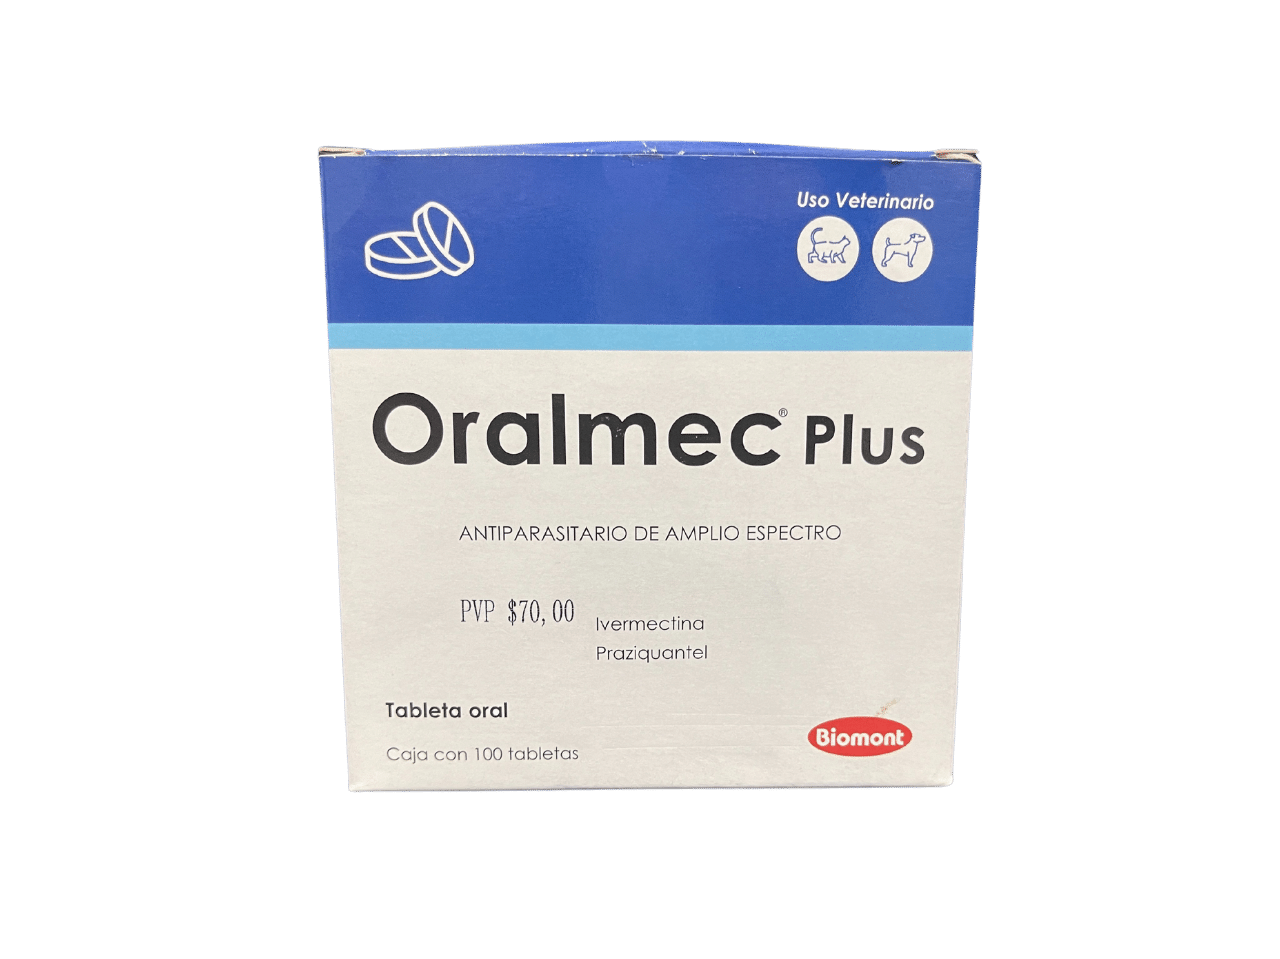 Uso Veterinario
Oralmec® Plus
ANTIPARASITARIO DE AMPLIO ESPECTRO
PVP $70,00
Ivermectina
Praziquantel
Tableta oral
Caja con 100 tabletas
Biomont